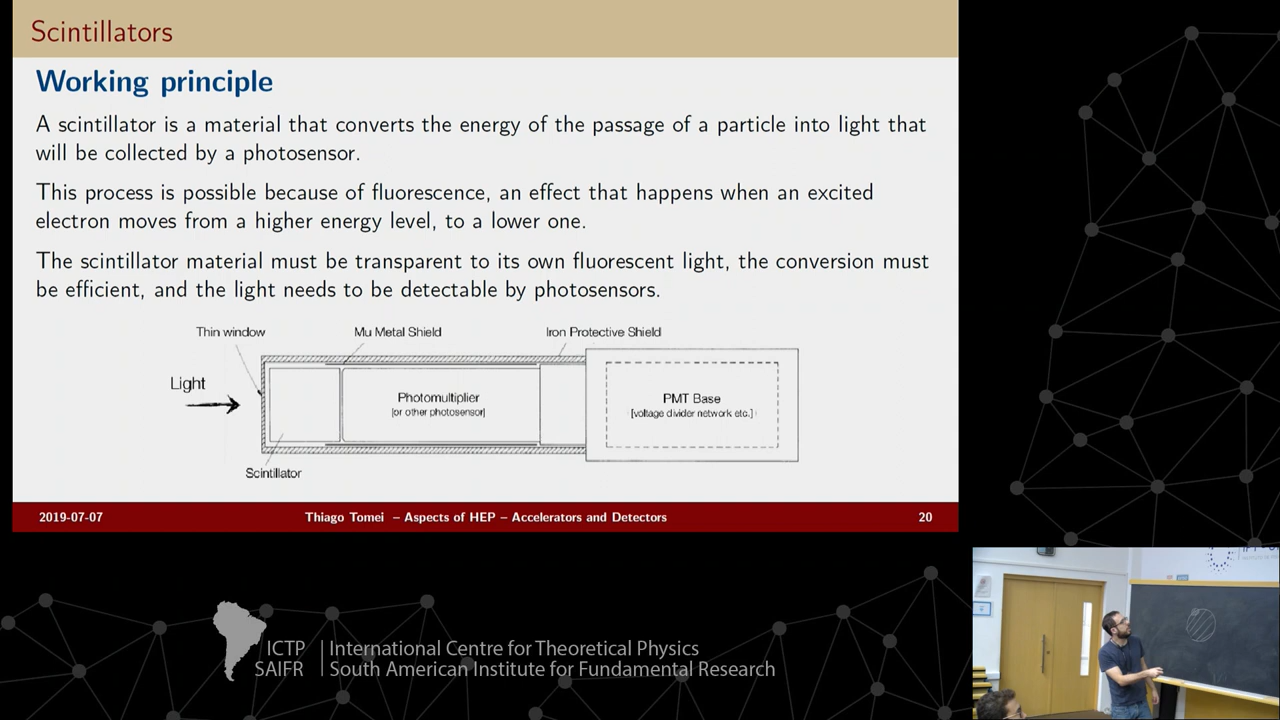 Scintillators
Working principle
A scintillator is a material that converts the energy of the passage of a particle into light that
will be collected by a photosensor.
This process is possible because of fluorescence, an effect that happens when an excited
electron moves from a higher energy level, to a lower one.
The scintillator material must be transparent to its own fluorescent light, the conversion must
be efficient, and the light needs to be detectable by photosensors.
Thin window
Mu Metal Shield
Iron Protective Shield
Light
Photomultiplier
[or other photosensor]
PMT Base
[voltage divider network etc.]
Scintillator
2019-07-07
Thiago Tomei – Aspects of HEP – Accelerators and Detectors
20
ICTP
SAIFR
International Centre for Theoretical Physics
South American Institute for Fundamental Research